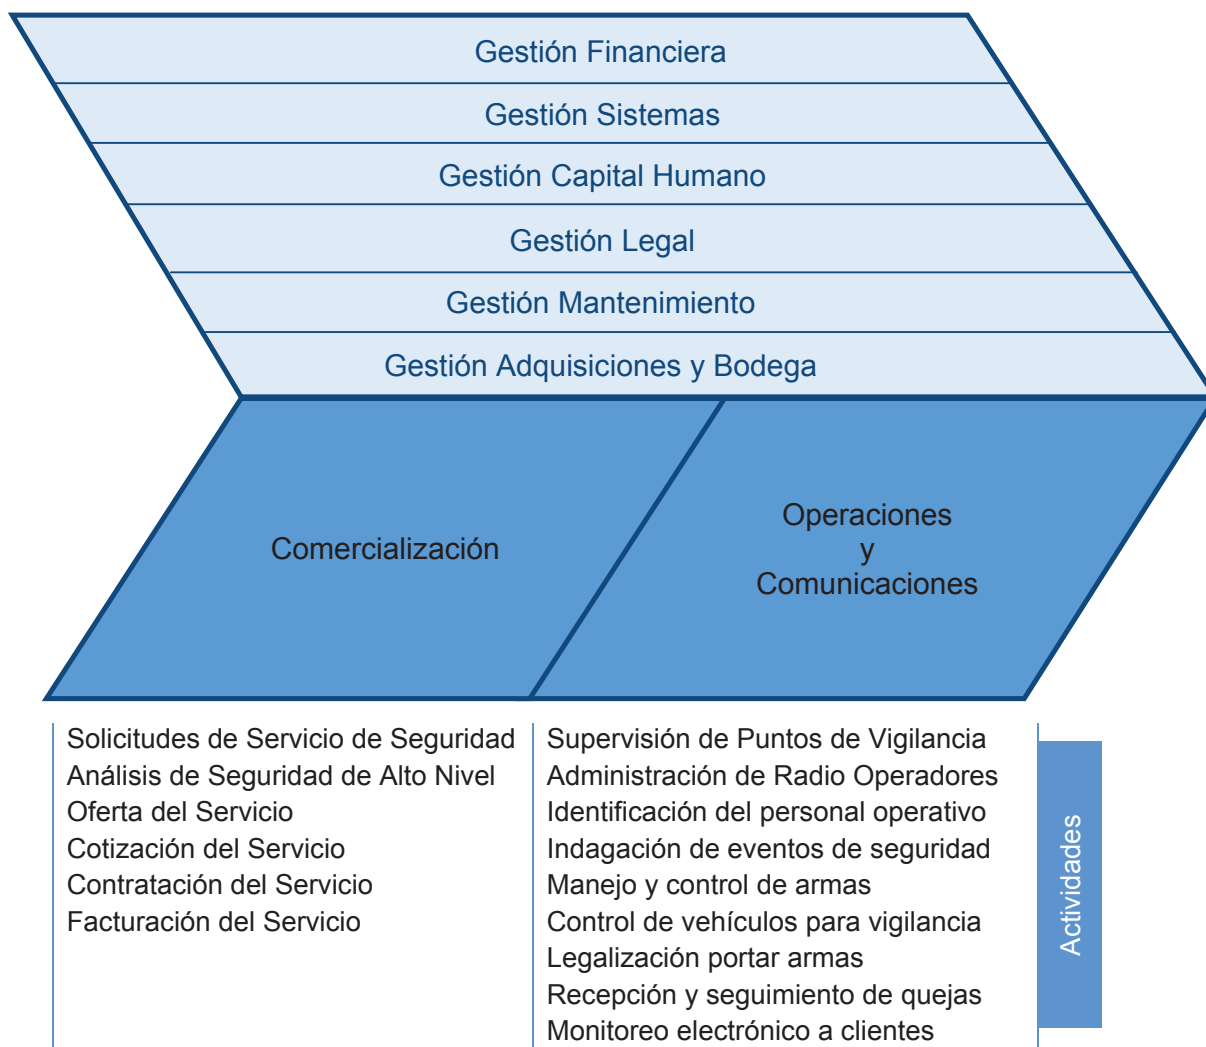 Gestión Financiera
Gestión Sistemas
Gestión Capital Humano
Gestión Legal
Gestión Mantenimiento
Gestión Adquisiciones y Bodega
Comercialización
Operaciones
y
Comunicaciones
Solicitudes de Servicio de Seguridad
Análisis de Seguridad de Alto Nivel
Oferta del Servicio
Cotización del Servicio
Contratación del Servicio
Facturación del Servicio
Supervisión de Puntos de Vigilancia
Administración de Radio Operadores
Identificación del personal operativo
Indagación de eventos de seguridad
Manejo y control de armas
Control de vehículos para vigilancia
Legalización portar armas
Recepción y seguimiento de quejas
Monitoreo electrónico a clientes
Actividades